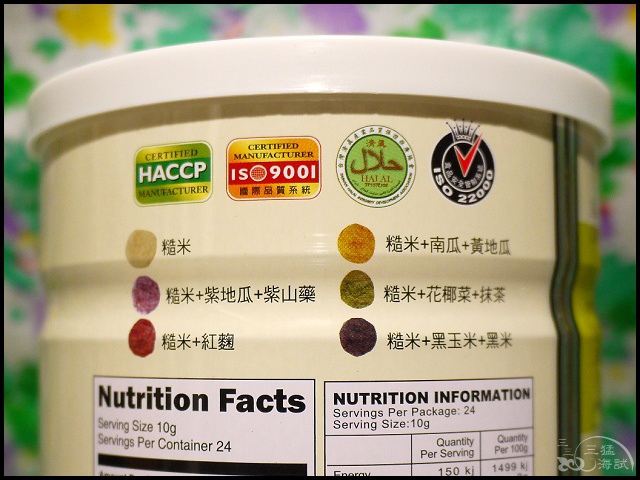 CERTIFIED
HACCP
MANUFACTURER
CERTIFIED
MANUFACTURER
ISO9001
國際品質系統
清真
HALAL
ISO 22000
糙米
糙米+南瓜+黃地瓜
糙米+紫地瓜+紫山藥
糙米+花椰菜+抹茶
糙米+紅麴
糙米+黑玉米+黑米
Nutrition Facts
Serving Size 10g
Servings Per Container 24
NUTRITION INFORMATION
Servings Per Package: 24
Serving Size:10g
Quantity Per Serving
Quantity Per 100g
Energy 150 kj 1499 kj
三猛
海試